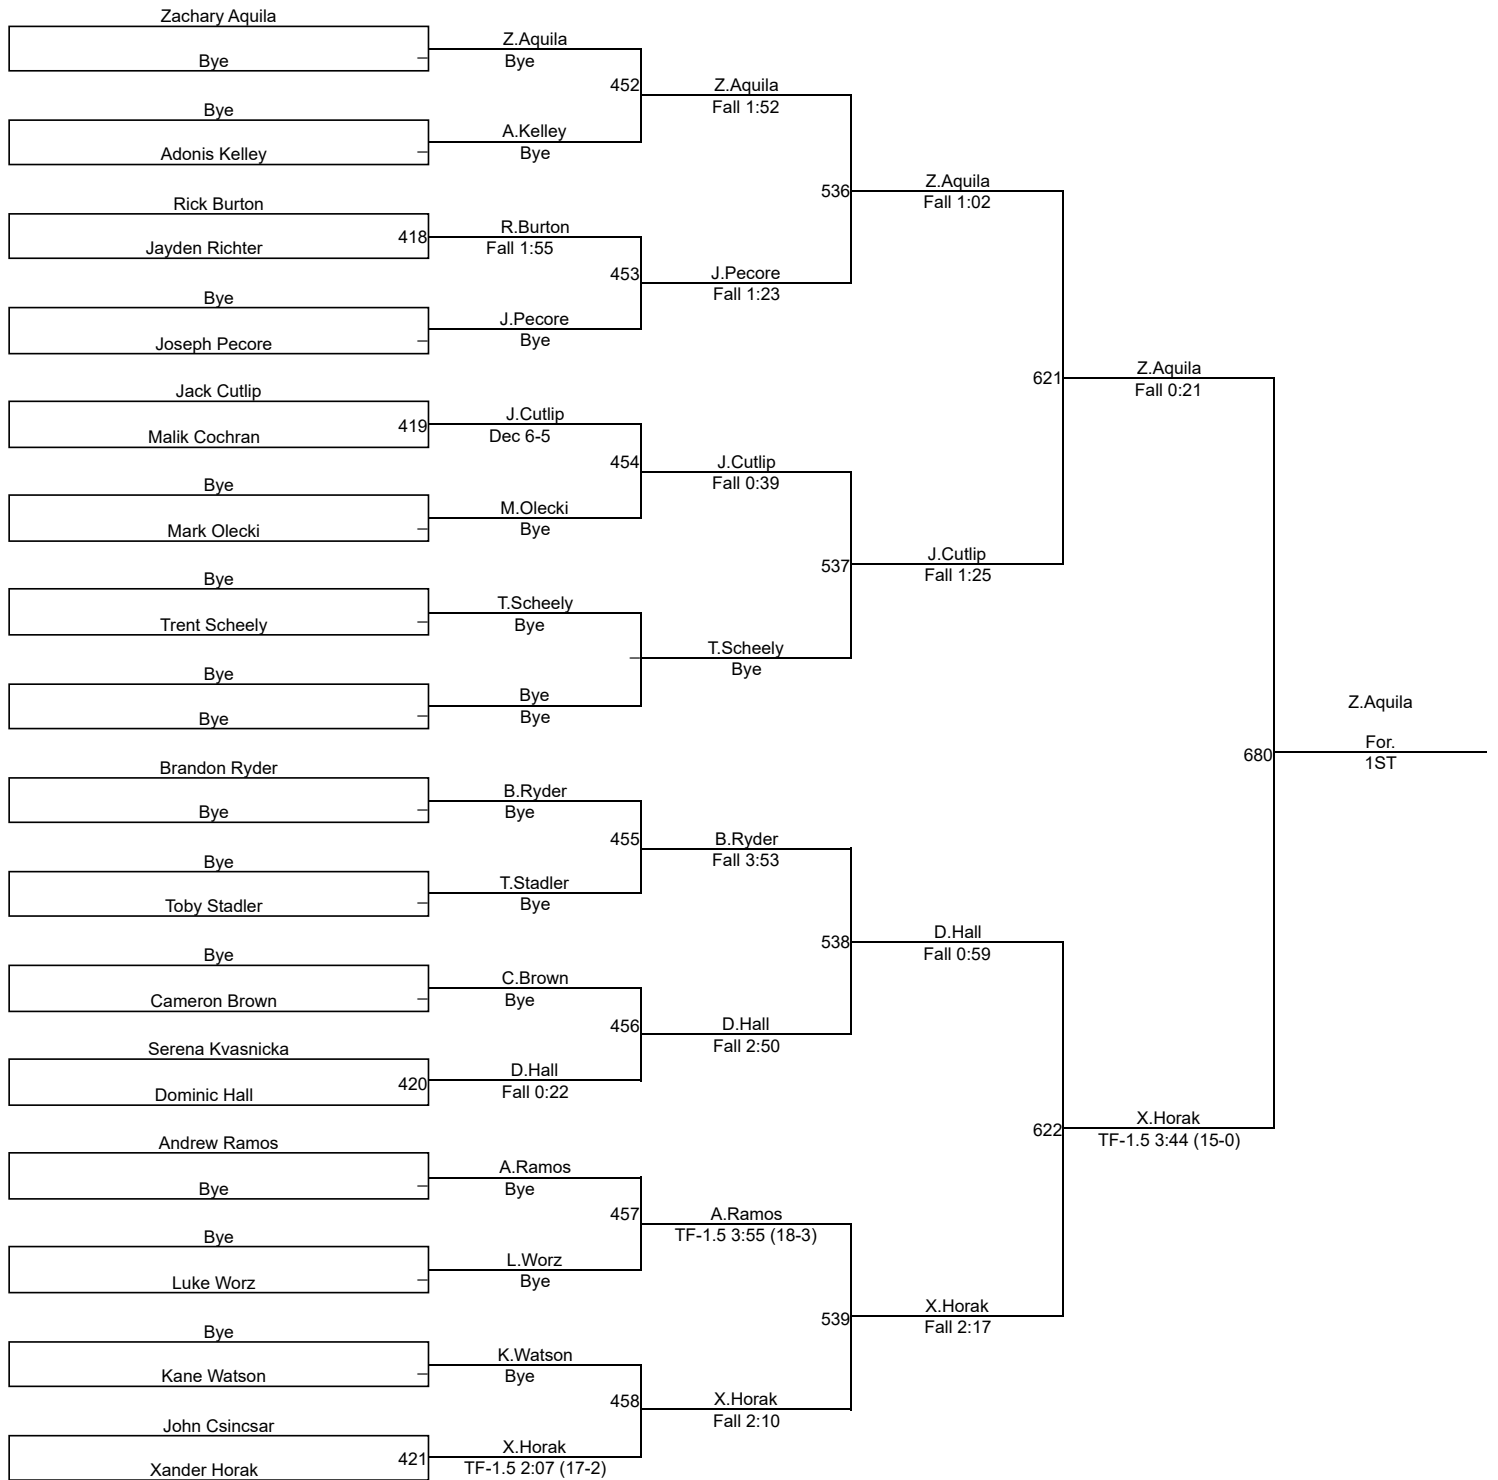 Zachary Aquila
Bye
Bye
Adonis Kelley
Rick Burton
418
Jayden Richter
Bye
Joseph Pecore
Jack Cutlip
419
Malik Cochran
Bye
Mark Olecki
Bye
Trent Scheely
Bye
Bye
Brandon Ryder
Bye
Bye
Toby Stadler
Bye
Cameron Brown
Serena Kvasnicka
420
Dominic Hall
Andrew Ramos
Bye
Bye
Luke Worz
Bye
Kane Watson
John Csincsar
421
Xander Horak
Z.Aquila
Bye
452
A.Kelley
Bye
R.Burton
Fall 1:55
453
J.Pecore
Bye
J.Cutlip
Dec 6-5
454
M.Olecki
Bye
T.Scheely
Bye
Bye
Bye
B.Ryder
Bye
455
T.Stadler
Bye
C.Brown
Bye
456
D.Hall
Fall 0:22
A.Ramos
Bye
457
L.Worz
Bye
K.Watson
Bye
458
X.Horak
TF-1.5 2:07 (17-2)
Z.Aquila
Fall 1:52
536
J.Pecore
Fall 1:23
J.Cutlip
Fall 0:39
537
T.Scheely
Bye
B.Ryder
Fall 3:53
538
D.Hall
Fall 2:50
A.Ramos
TF-1.5 3:55 (18-3)
539
X.Horak
Fall 2:10
Z.Aquila
Fall 1:02
621
J.Cutlip
Fall 1:25
D.Hall
Fall 0:59
622
X.Horak
Fall 2:17
Z.Aquila
Fall 0:21
680
X.Horak
TF-1.5 3:44 (15-0)
Z.Aquila
For.
1ST